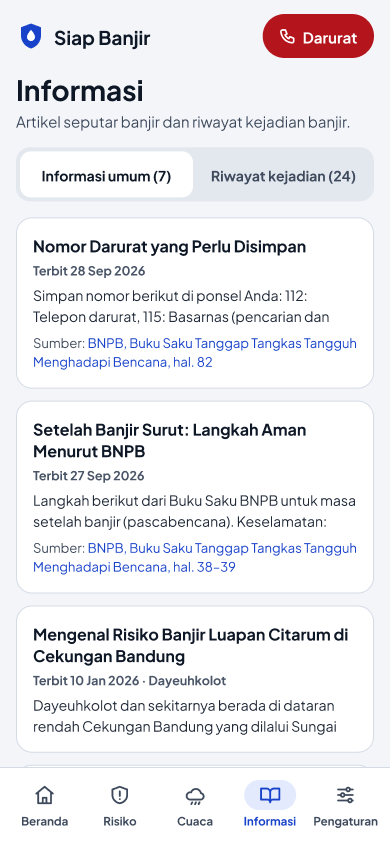 Siap Banjir
Darurat
Informasi
Artikel seputar banjir dan riwayat kejadian banjir.
Informasi umum (7)
Riwayat kejadian (24)
Nomor Darurat yang Perlu Disimpan
Terbit 28 Sep 2026
Simpan nomor berikut di ponsel Anda: 112:
Telepon darurat, 115: Basarnas (pencarian dan
Sumber: BNPB, Buku Saku Tanggap Tangkas Tangguh
Menghadapi Bencana, hal. 82
Setelah Banjir Surut: Langkah Aman
Menurut BNPB
Terbit 27 Sep 2026
Langkah berikut dari Buku Saku BNPB untuk masa
setelah banjir (pascabencana). Keselamatan:
Sumber: BNPB, Buku Saku Tanggap Tangkas Tangguh
Menghadapi Bencana, hal. 38–39
Mengenal Risiko Banjir Luapan Citarum di
Cekungan Bandung
Terbit 10 Jan 2026 · Dayeuhkolot
Dayeuhkolot dan sekitarnya berada di dataran
rendah Cekungan Bandung yang dilalui Sungai
Beranda
Risiko
Cuaca
Informasi
Pengaturan